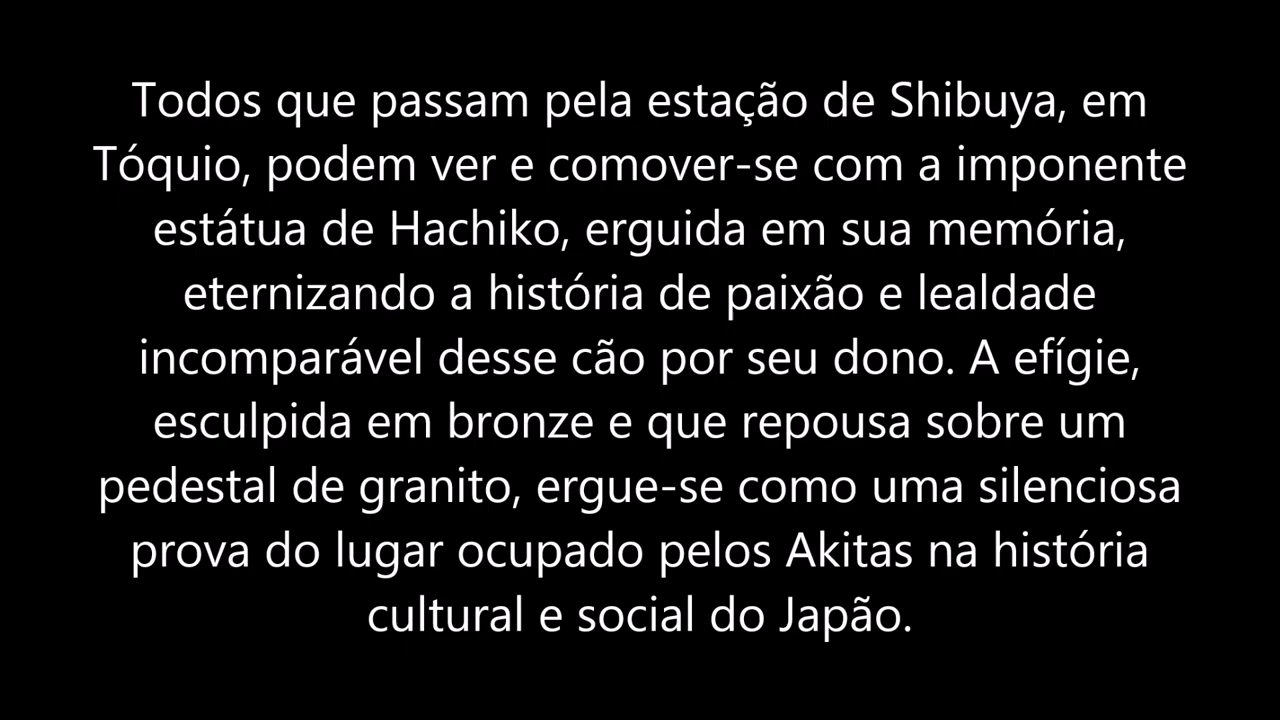 Todos que passam pela estação de Shibuya, em
Tóquio, podem ver e comover-se com a imponente
estátua de Hachiko, erguida em sua memória,
eternizando a história de paixão e lealdade
incomparável desse cão por seu dono. A efígie,
esculpida em bronze e que repousa sobre um
pedestal de granito, ergue-se como uma silenciosa
prova do lugar ocupado pelos Akitas na história
cultural e social do Japão.